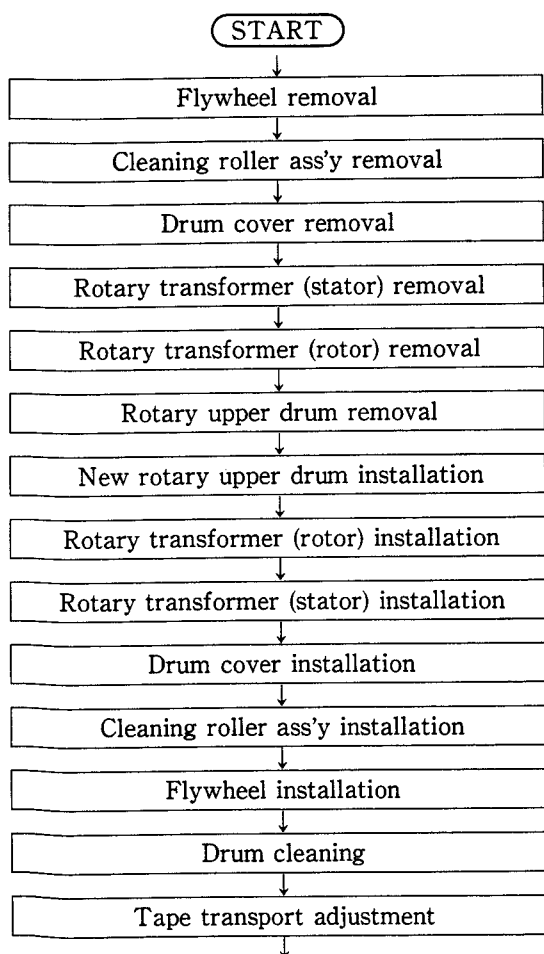 START
Flywheel removal
Cleaning roller ass'y removal
Drum cover removal
Rotary transformer (stator) removal
Rotary transformer (rotor) removal
Rotary upper drum removal
New rotary upper drum installation
Rotary transformer (rotor) installation
Rotary transformer (stator) installation
Drum cover installation
Cleaning roller ass'y installation
Flywheel installation
Drum cleaning
Tape transport adjustment